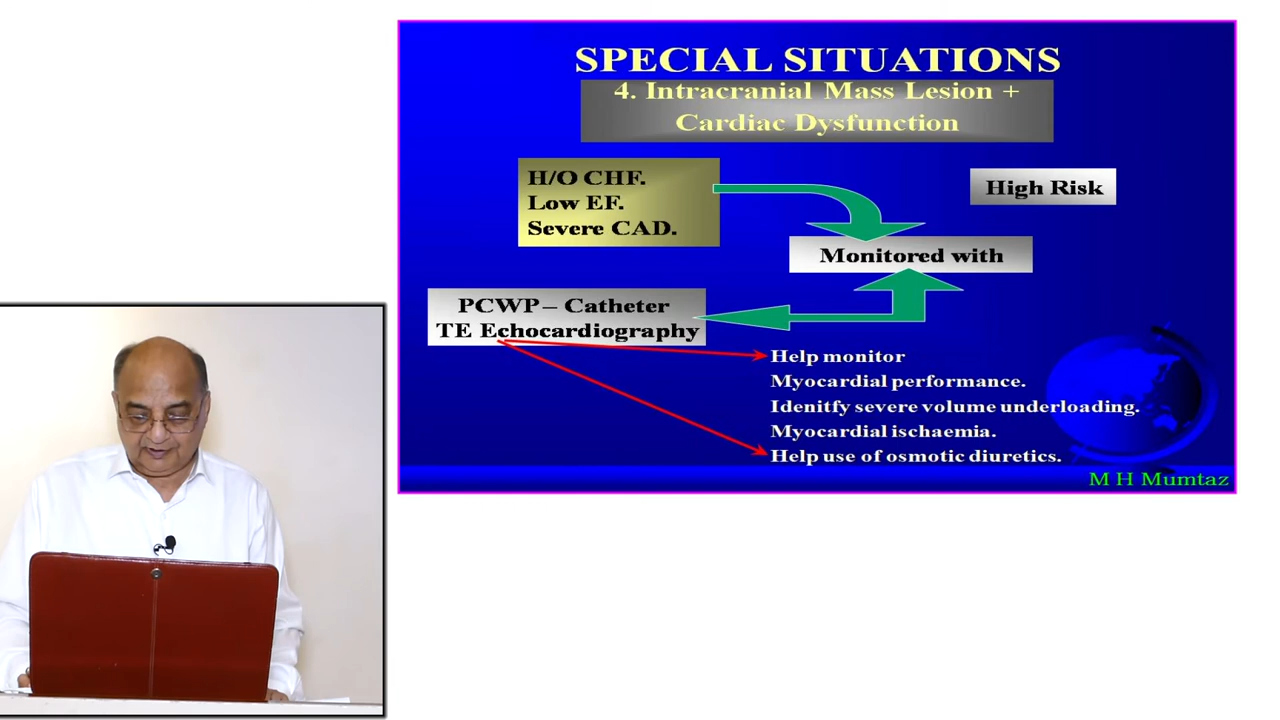 SPECIAL SITUATIONS
4. Intracranial Mass Lesion +
Cardiac Dysfunction
H/O CHF.
Low EF.
Severe CAD.
High Risk
Monitored with
PCWP – Catheter
TE Echocardiography
Help monitor
Myocardial performance.
Idenitfy severe volume underloading.
Myocardial ischaemia.
Help use of osmotic diuretics.
M H Mumtaz